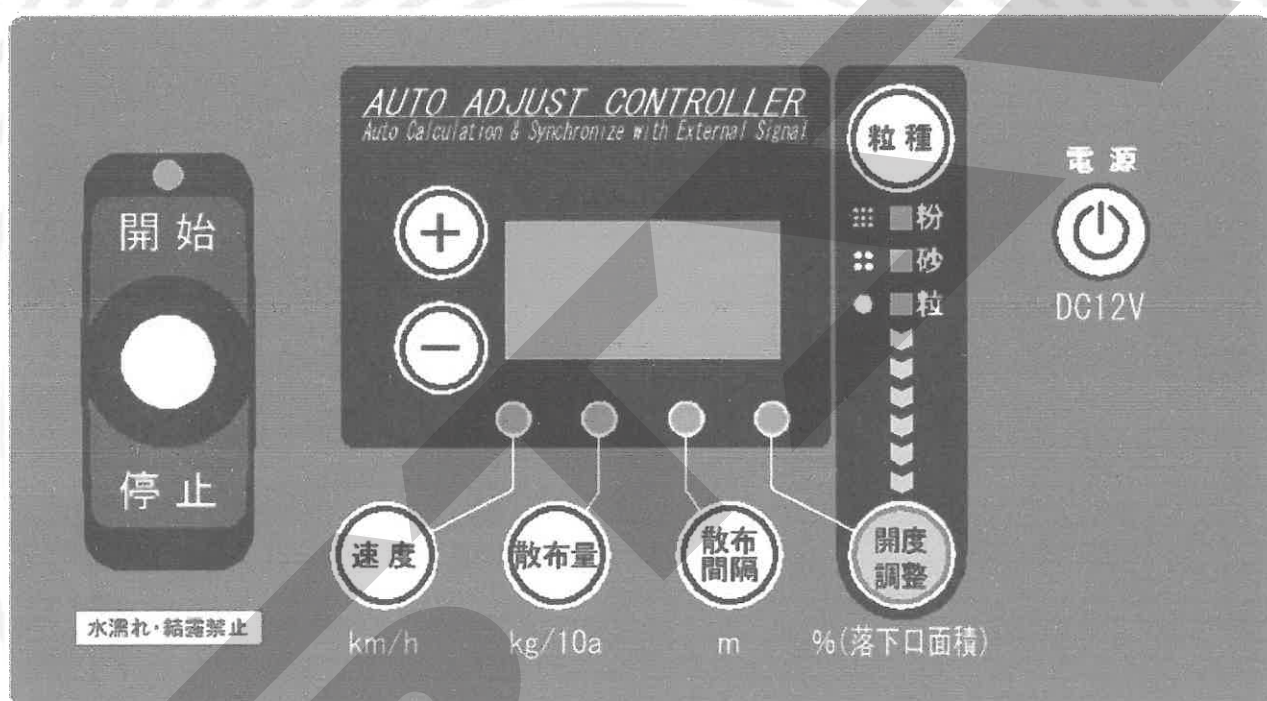 AUTO ADJUST CONTROLLER
Auto Calculation & Synchronize with External Signal
粒種
電源
開始
粉
砂
粒
DC12V
停止
速度
散布量
散布
間隔
開度
調整
水濡れ・結露禁止
km/h
kg/10a
m
%(落下口面積)